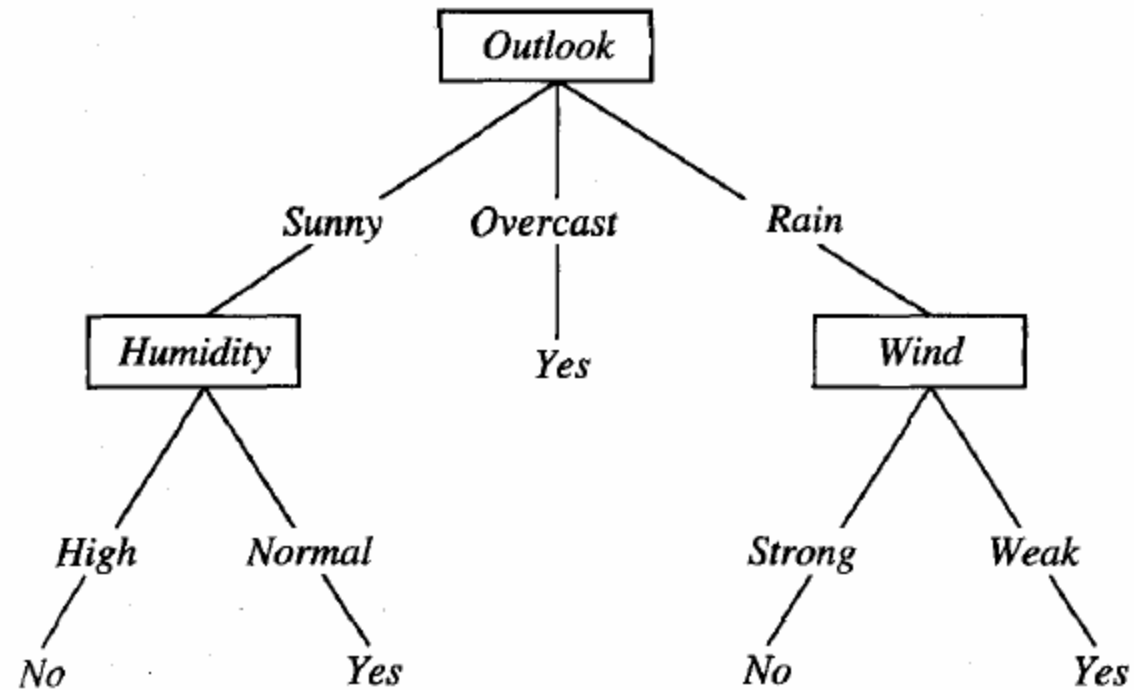 Outlook
Sunny Overcast Rain
Humidity Yes Wind
High Normal Strong Weak
No Yes No Yes